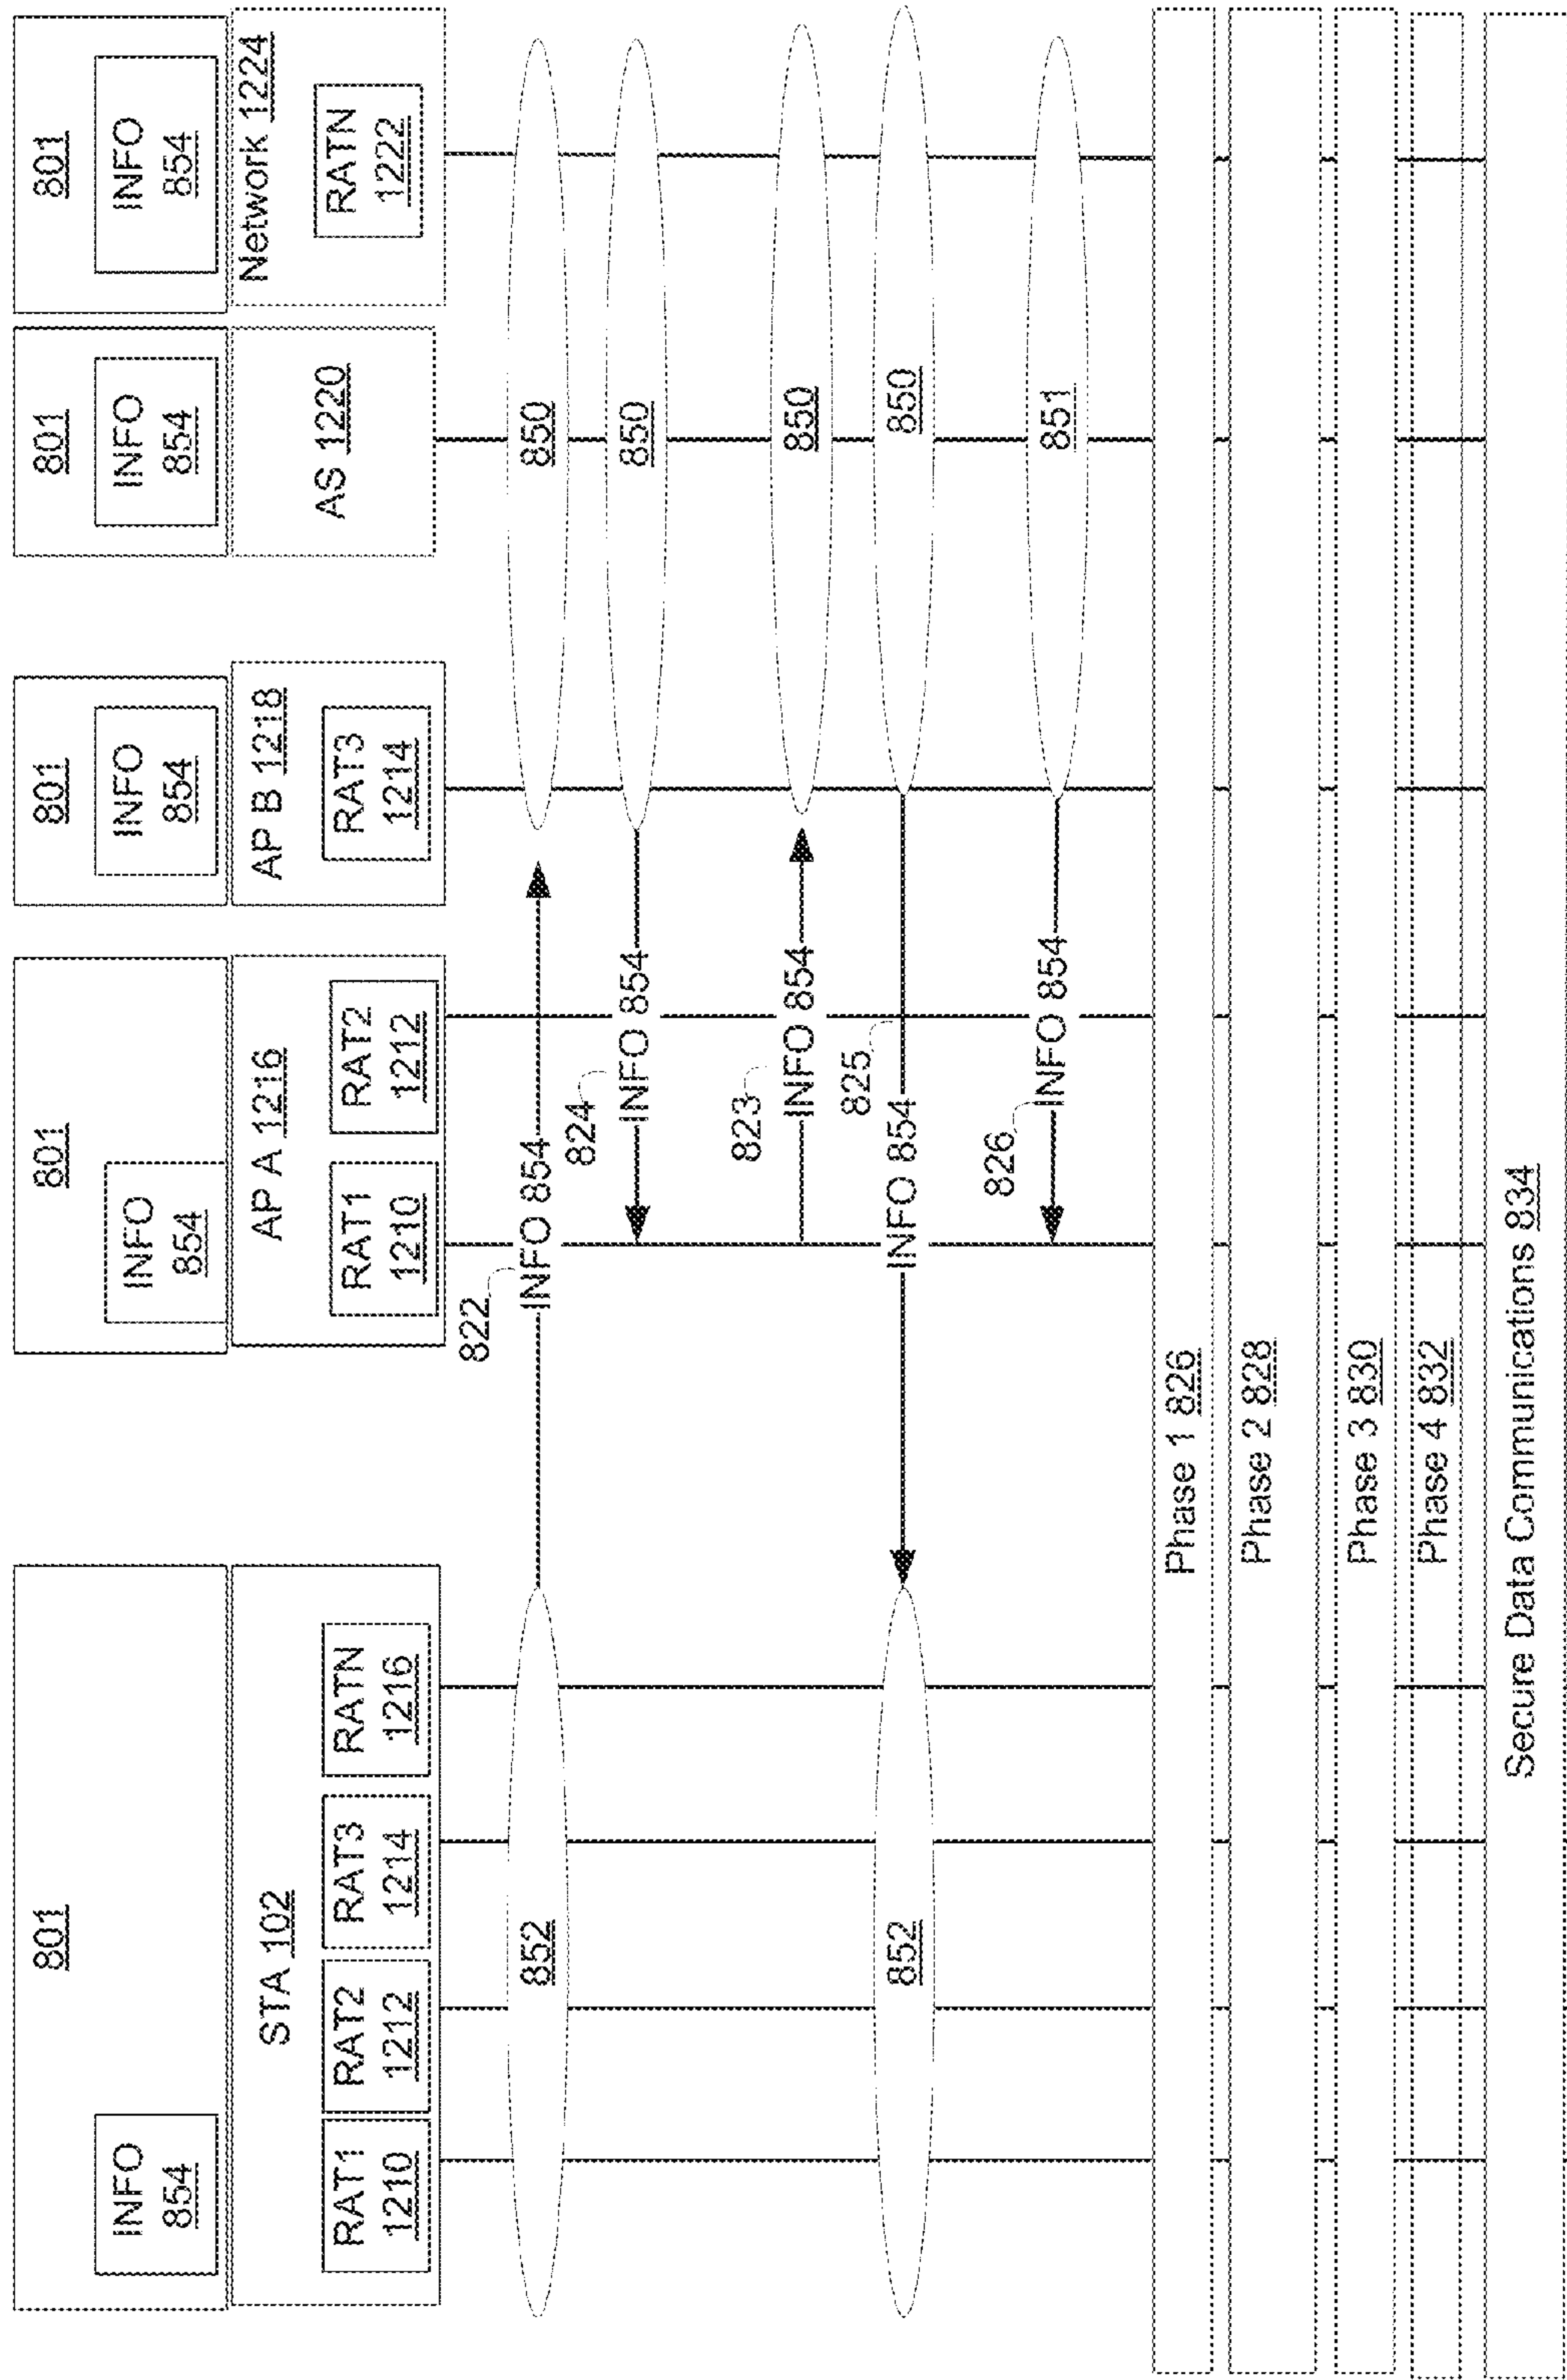 801
INFO
854
STA 102
RAT1
1210
RAT2
1212
RAT3
1214
RATN
1216
801
INFO
854
AP A 1216
RAT1
1210
RAT2
1212
801
INFO
854
AP B 1218
RAT3
1214
801
INFO
854
AS 1220
801
INFO
854
Network 1224
RATN
1222
852
822
INFO 854
850
824
INFO 854
850
823
INFO 854
850
852
825
INFO 854
850
826
INFO 854
851
Phase 1 826
Phase 2 828
Phase 3 830
Phase 4 832
Secure Data Communications 834